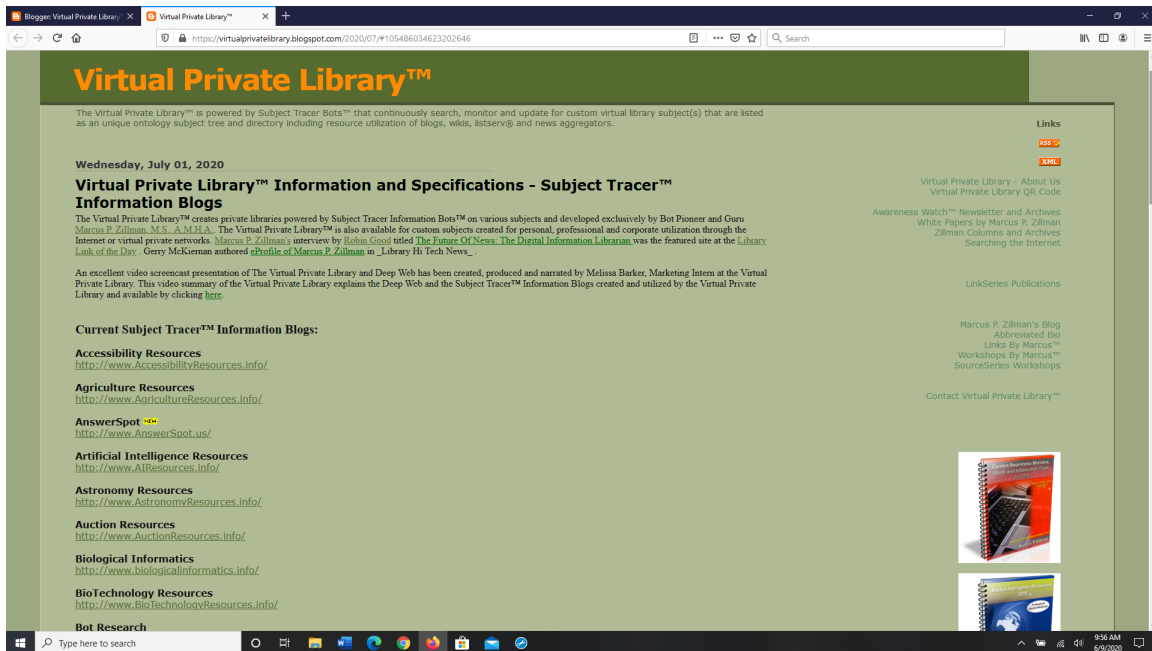 Blogger: Virtual Private Library
Virtual Private Library™
https://virtualprivatelibrary.blogspot.com/2020/07/#105486034623202646
Search
Virtual Private Library™
The Virtual Private Library™ is powered by Subject Tracer Bots™ that continuously search, monitor and update for custom virtual library subject(s) that are listed
as an unique ontology subject tree and directory including resource utilization of blogs, wikis, listserv® and news aggregators.
Wednesday, July 01, 2020
Virtual Private Library™ Information and Specifications - Subject Tracer™
Information Blogs
The Virtual Private Library™ creates private libraries powered by Subject Tracer Information Bots™ on various subjects and developed exclusively by Bot Pioneer and Guru
Marcus P. Zillman, M.S., A.M.H.A.. The Virtual Private Library™ is also available for custom subjects created for personal, professional and corporate utilization through the
Internet or virtual private networks. Marcus P. Zillman's interview by Robin Good titled The Future Of News: The Digital Information Librarian was the featured site at the Library
Link of the Day . Gerry McKiernan authored eProfile of Marcus P. Zillman in _Library Hi Tech News_ .
An excellent video screencast presentation of The Virtual Private Library and Deep Web has been created, produced and narrated by Melissa Barker, Marketing Intern at the Virtual
Private Library. This video summary of the Virtual Private Library explains the Deep Web and the Subject Tracer™ Information Blogs created and utilized by the Virtual Private
Library and available by clicking here.
Current Subject Tracer™ Information Blogs:
Accessibility Resources
http://www.AccessibilityResources.info/
Agriculture Resources
http://www.AgricultureResources.info/
AnswerSpot NEW
http://www.AnswerSpot.us/
Artificial Intelligence Resources
http://www.AIResources.info/
Astronomy Resources
http://www.AstronomyResources.info/
Auction Resources
http://www.AuctionResources.info/
Biological Informatics
http://www.biologicalinformatics.info/
BioTechnology Resources
http://www.BioTechnologyResources.info/
Bot Research
Links
RSS
XML
Virtual Private Library - About Us
Virtual Private Library QR Code
Awareness Watch™ Newsletter and Archives
White Papers by Marcus P. Zillman
Zillman Columns and Archives
Searching the Internet
LinkSeries Publications
Marcus P. Zillman's Blog
Abbreviated Bio
Links By Marcus™
Workshops By Marcus™
SourceSeries Workshops
Contact Virtual Private Library™
Type here to search
9:56 AM
6/9/2020